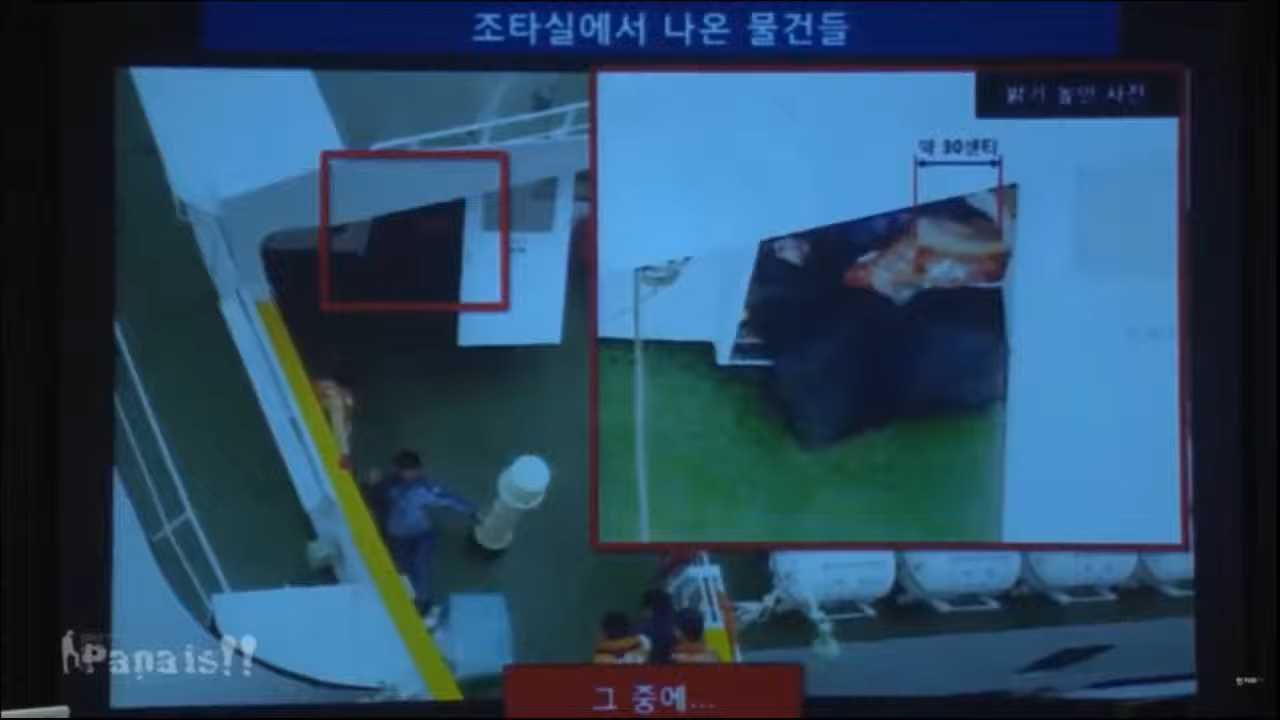 조타실에서 나온 물건들
밝기 높인 사진
약 30센티
그 중에...
Panais!!